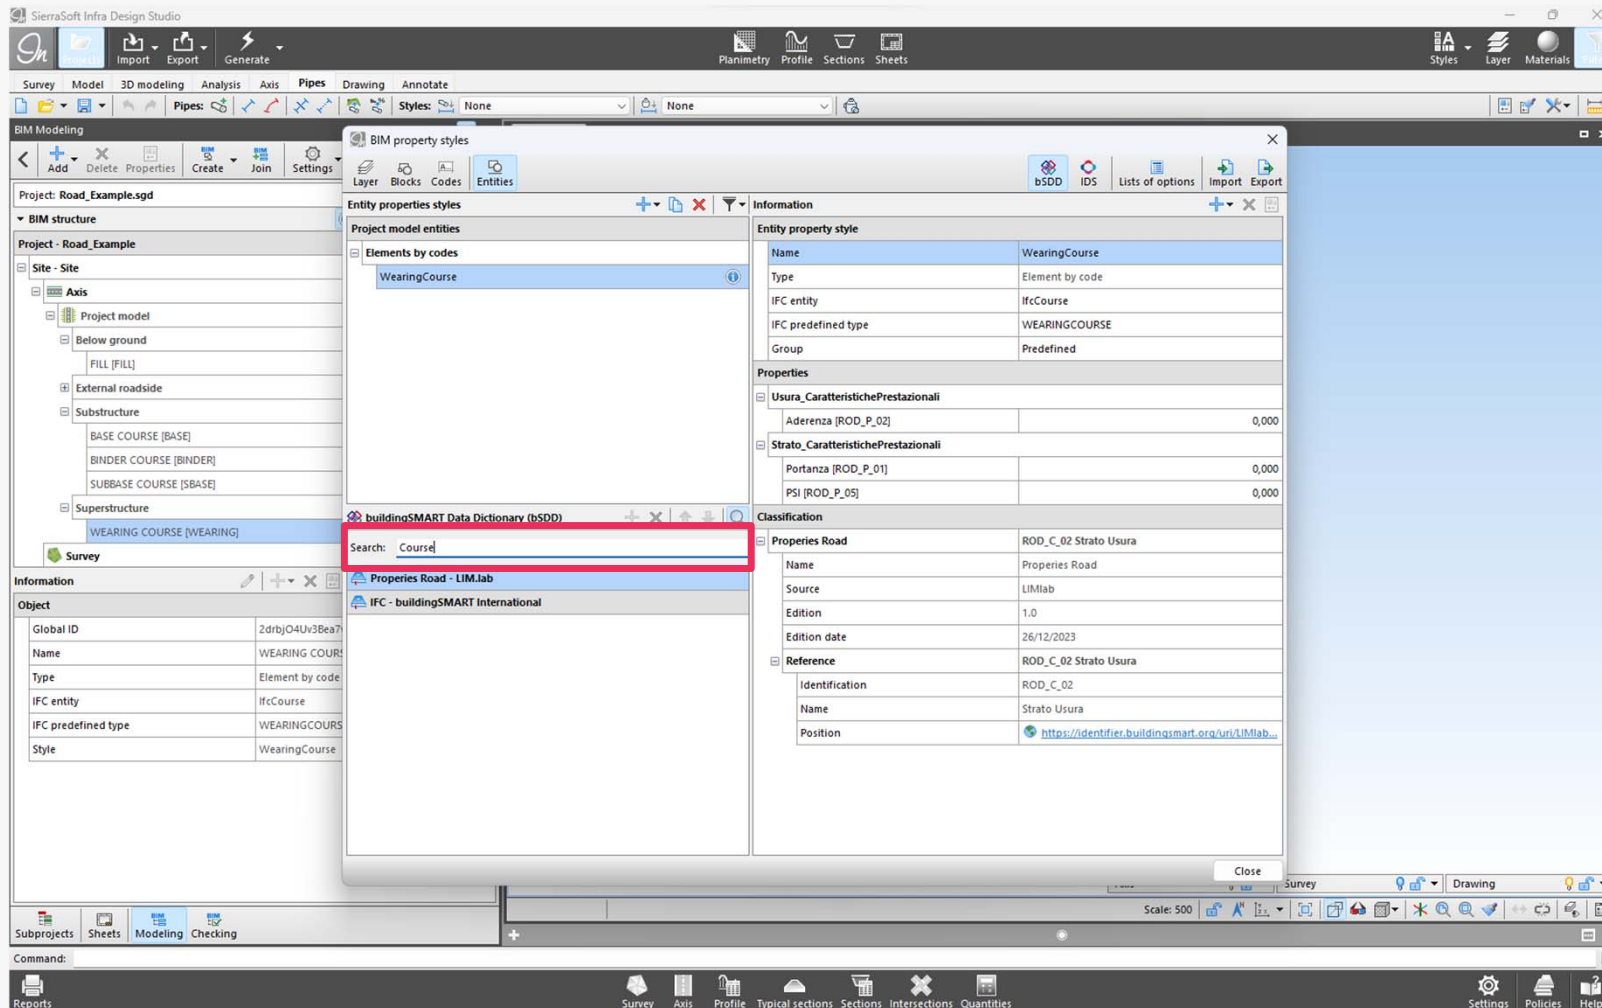 SierraSoft Infra Design Studio
Import
Export
Generate
Planimetry
Profile
Sections
Sheets
Styles
Layer
Materials
Survey
Model
3D modeling
Analysis
Axis
Pipes
Drawing
Annotate
Pipes:
Styles:
None
None
BIM Modeling
Add
Delete
Properties
Create
Join
Settings
Project: Road_Example.sgd
BIM structure
Project - Road_Example
Site - Site
Axis
Project model
Below ground
FILL [FILL]
External roadside
Substructure
BASE COURSE [BASE]
BINDER COURSE [BINDER]
SUBBASE COURSE [SBASE]
Superstructure
WEARING COURSE [WEARING]
Survey
Information
Object
Global ID 2drbjO4Uv3Bea7
Name WEARING COURS
Type Element by code
IFC entity IfcCourse
IFC predefined type WEARINGCOURS
Style WearingCourse
BIM property styles
Layer
Blocks
Codes
Entities
bSDD
IDS
Lists of options
Import
Export
Entity properties styles
Project model entities
Elements by codes
WearingCourse
buildingSMART Data Dictionary (bSDD)
Search: Course
Properies Road - LIM.lab
IFC - buildingSMART International
Information
Entity property style
Name WearingCourse
Type Element by code
IFC entity IfcCourse
IFC predefined type WEARINGCOURSE
Group Predefined
Properties
Usura_CaratteristichePrestazionali
Aderenza [ROD_P_02] 0,000
Strato_CaratteristichePrestazionali
Portanza [ROD_P_01] 0,000
PSI [ROD_P_05] 0,000
Classification
Properies Road ROD_C_02 Strato Usura
Name Properies Road
Source LIMlab
Edition 1.0
Edition date 26/12/2023
Reference ROD_C_02 Strato Usura
Identification ROD_C_02
Name Strato Usura
Position https://identifier.buildingsmart.org/uri/LIMlab...
Close
Survey
Drawing
Scale: 500
Subprojects
Sheets
Modeling
Checking
Command:
Reports
Survey
Axis
Profile
Typical sections
Sections
Intersections
Quantities
Settings
Policies
Help